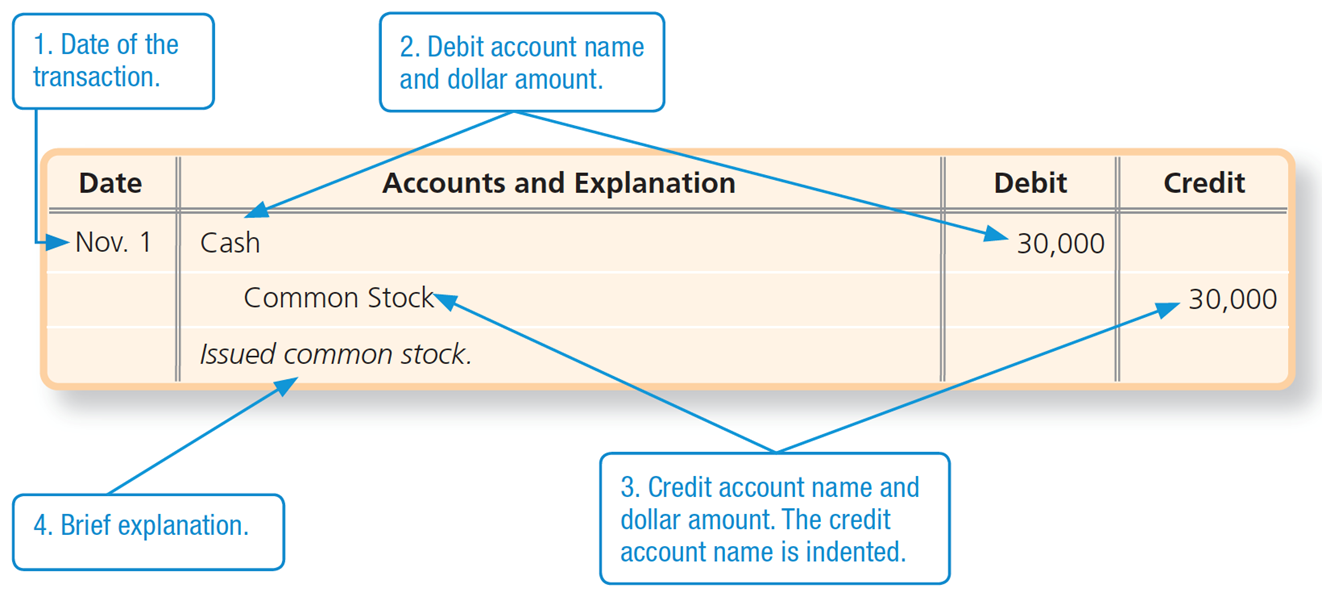 1. Date of the
transaction.
2. Debit account name
and dollar amount.
Date Accounts and Explanation Debit Credit
Nov. 1 Cash 30,000
Common Stock 30,000
Issued common stock.
4. Brief explanation.
3. Credit account name and
dollar amount. The credit
account name is indented.